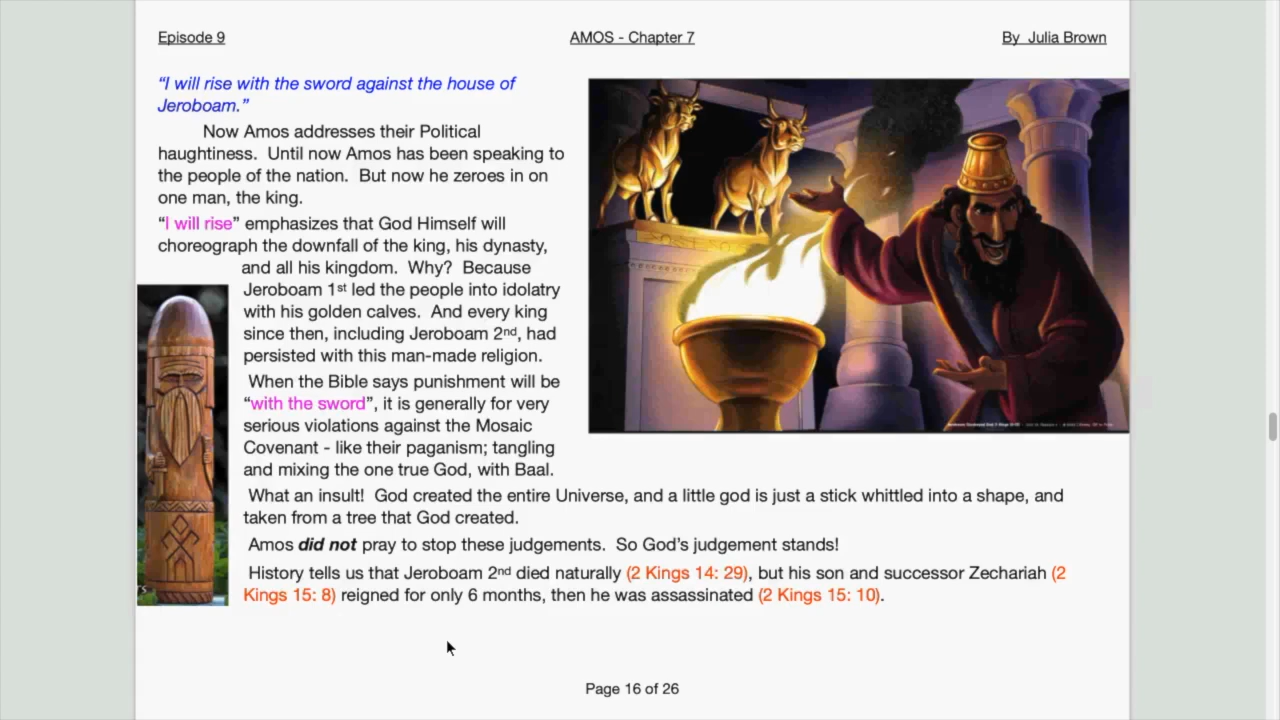 Episode 9
AMOS - Chapter 7
By Julia Brown
“I will rise with the sword against the house of
Jeroboam.”
Now Amos addresses their Political
haughtiness. Until now Amos has been speaking to
the people of the nation. But now he zeroes in on
one man, the king.
“I will rise” emphasizes that God Himself will
choreograph the downfall of the king, his dynasty,
and all his kingdom. Why? Because
Jeroboam 1st led the people into idolatry
with his golden calves. And every king
since then, including Jeroboam 2nd, had
persisted with this man-made religion.
When the Bible says punishment will be
“with the sword”, it is generally for very
serious violations against the Mosaic
Covenant - like their paganism; tangling
and mixing the one true God, with Baal.
What an insult! God created the entire Universe, and a little god is just a stick whittled into a shape, and
taken from a tree that God created.
Amos did not pray to stop these judgements. So God’s judgement stands!
History tells us that Jeroboam 2nd died naturally (2 Kings 14: 29), but his son and successor Zechariah (2
Kings 15: 8) reigned for only 6 months, then he was assassinated (2 Kings 15: 10).
Page 16 of 26